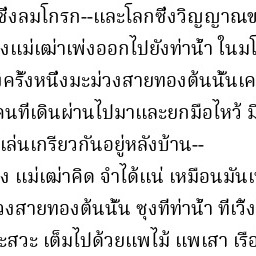 ซึ่งลมโกรก--และโลกซึ่งวิญญาณข
งแม่เฒ่าเพ่งออกไปยังท่าน้ำ ในมโ
ครั้งหนึ่งมะม่วงสายทองต้นนั้นเค
คนที่เดินผ่านไปมาและยกมือไหว้ มี
เล่นเกรียวกันอยู่หลังบ้าน--
ง แม่เฒ่าคิด จำได้แน่ เหมือนมันเ
วงสายทองต้นนั้น ซุงที่ท่าน้ำ ที่เวิ้ง
ะสวะ เต็มไปด้วยแพไม้ แพเสา เรือ